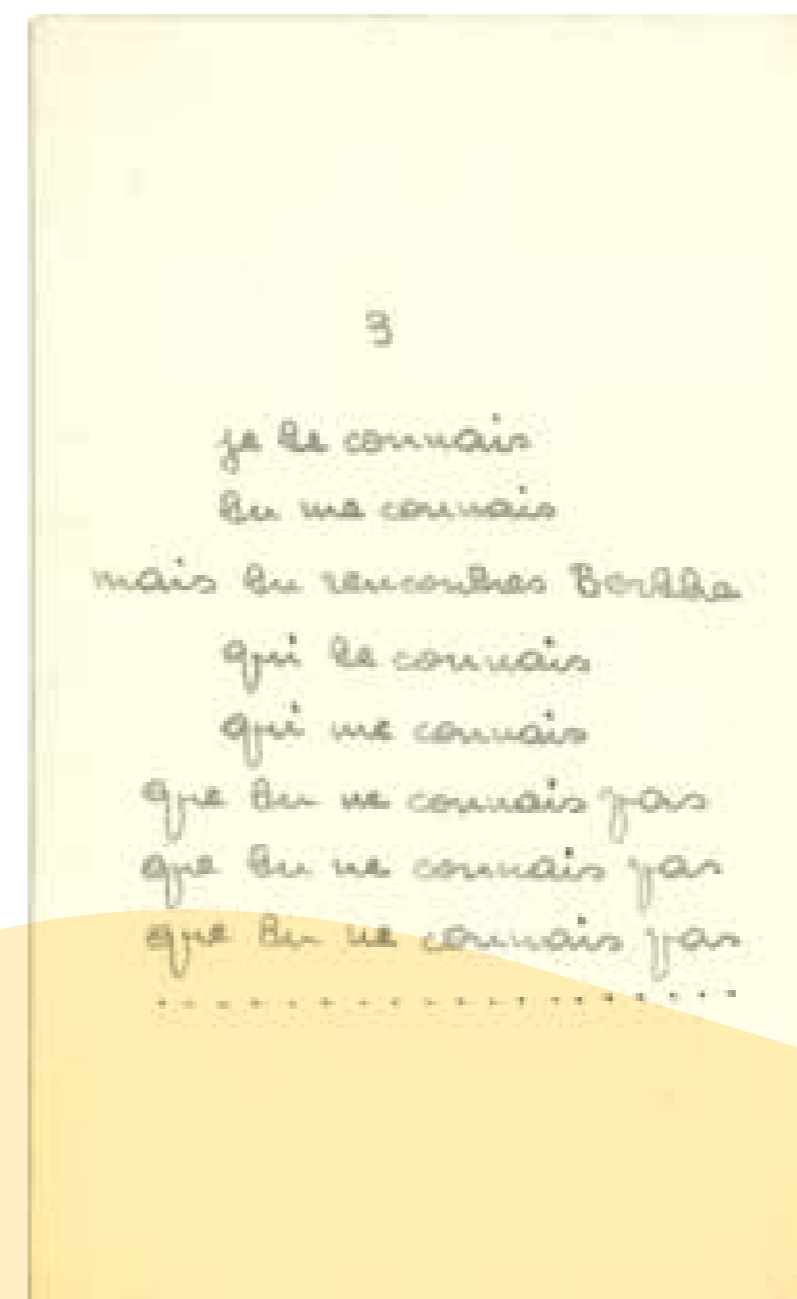 3
je te connais
tu me connais
mais tu rencontres Berthe
qui te connais
qui me connais
que tu ne connais pas
que tu ne connais pas
que tu ne connais pas
. . . . . . . . . . . . . . . . . . .